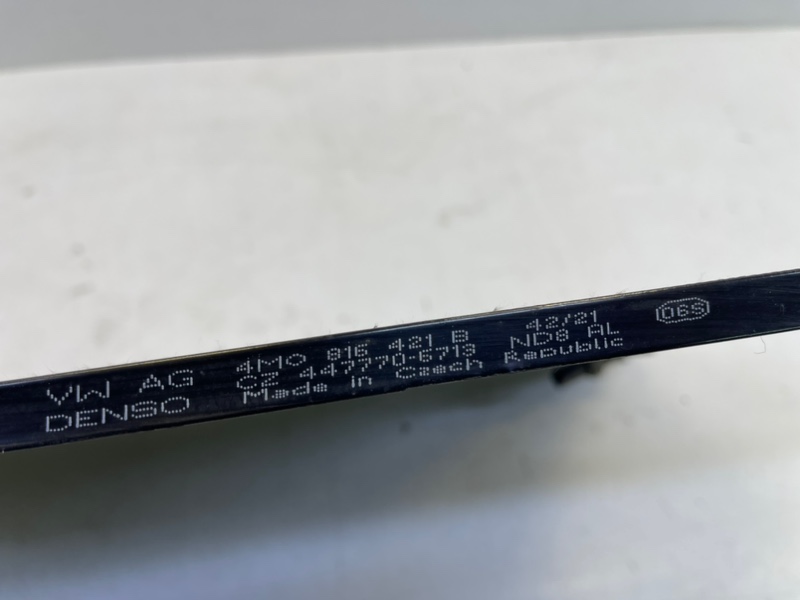 VW AG 4M0 816 421 B 42/21 06S
DENSO CZ 447770-6713 ND8 AL
Made in Czech Republic